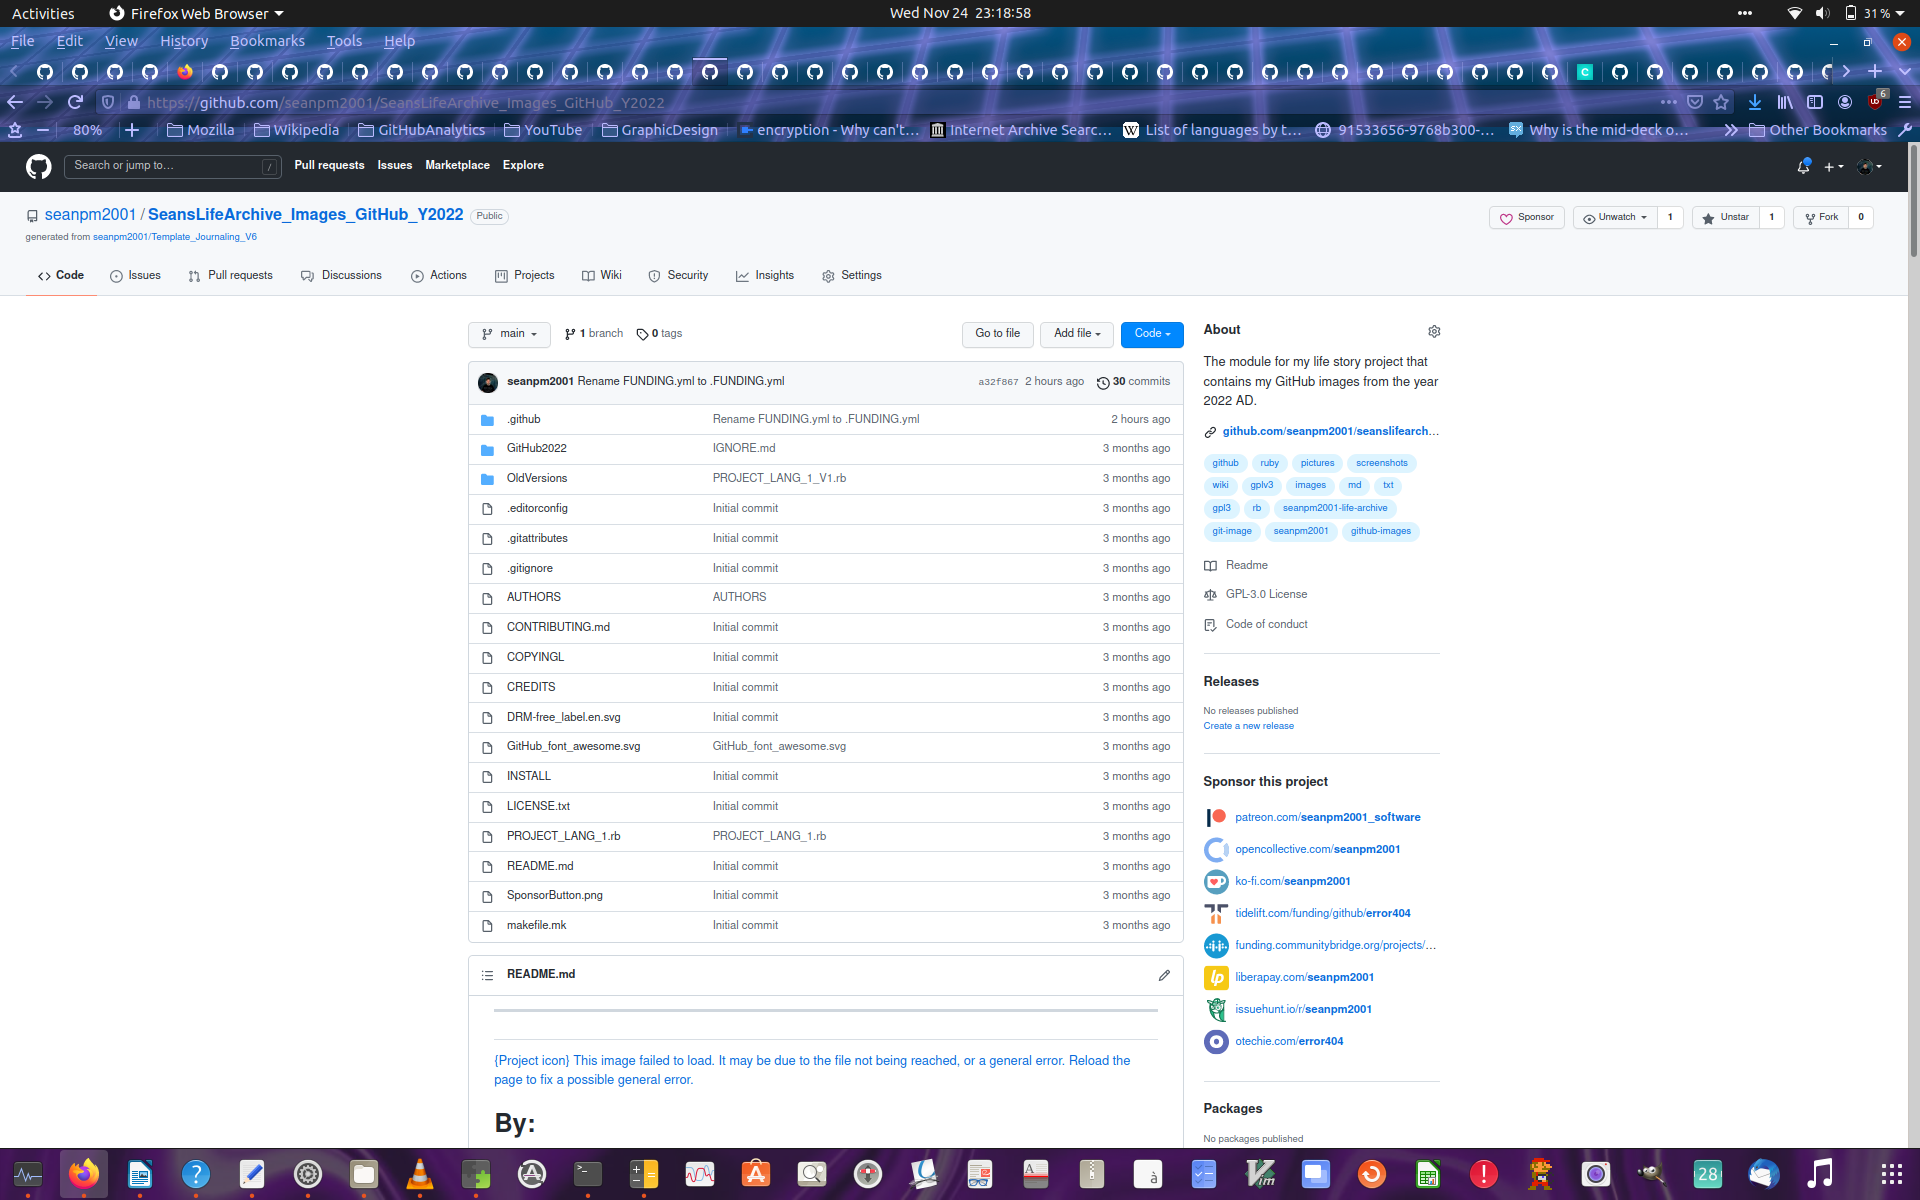 Activities Firefox Web Browser Wed Nov 24 23:18:58 31%
File Edit View History Bookmarks Tools Help
https://github.com/seanpm2001/SeansLifeArchive_Images_GitHub_Y2022 6
80% Mozilla Wikipedia GitHubAnalytics YouTube GraphicDesign encryption - Why can't… Internet Archive Searc… List of languages by t… 91533656-9768b300-… Why is the mid-deck o… Other Bookmarks
Search or jump to… / Pull requests Issues Marketplace Explore
seanpm2001 / SeansLifeArchive_Images_GitHub_Y2022 Public Sponsor Unwatch 1 Unstar 1 Fork 0
generated from seanpm2001/Template_Journaling_V6
Code Issues Pull requests Discussions Actions Projects Wiki Security Insights Settings
main 1 branch 0 tags Go to file Add file Code
seanpm2001 Rename FUNDING.yml to .FUNDING.yml a32f867 2 hours ago 30 commits
.github Rename FUNDING.yml to .FUNDING.yml 2 hours ago
GitHub2022 IGNORE.md 3 months ago
OldVersions PROJECT_LANG_1_V1.rb 3 months ago
.editorconfig Initial commit 3 months ago
.gitattributes Initial commit 3 months ago
.gitignore Initial commit 3 months ago
AUTHORS AUTHORS 3 months ago
CONTRIBUTING.md Initial commit 3 months ago
COPYINGL Initial commit 3 months ago
CREDITS Initial commit 3 months ago
DRM-free_label.en.svg Initial commit 3 months ago
GitHub_font_awesome.svg GitHub_font_awesome.svg 3 months ago
INSTALL Initial commit 3 months ago
LICENSE.txt Initial commit 3 months ago
PROJECT_LANG_1.rb PROJECT_LANG_1.rb 3 months ago
README.md Initial commit 3 months ago
SponsorButton.png Initial commit 3 months ago
makefile.mk Initial commit 3 months ago
README.md
{Project icon} This image failed to load. It may be due to the file not being reached, or a general error. Reload the
page to fix a possible general error.
By:
About
The module for my life story project that
contains my GitHub images from the year
2022 AD.
github.com/seanpm2001/seanslifearch…
github ruby pictures screenshots
wiki gplv3 images md txt
gpl3 rb seanpm2001-life-archive
git-image seanpm2001 github-images
Readme
GPL-3.0 License
Code of conduct
Releases
No releases published
Create a new release
Sponsor this project
patreon.com/seanpm2001_software
opencollective.com/seanpm2001
ko-fi.com/seanpm2001
tidelift.com/funding/github/error404
funding.communitybridge.org/projects/…
liberapay.com/seanpm2001
issuehunt.io/r/seanpm2001
otechie.com/error404
Packages
No packages published
28